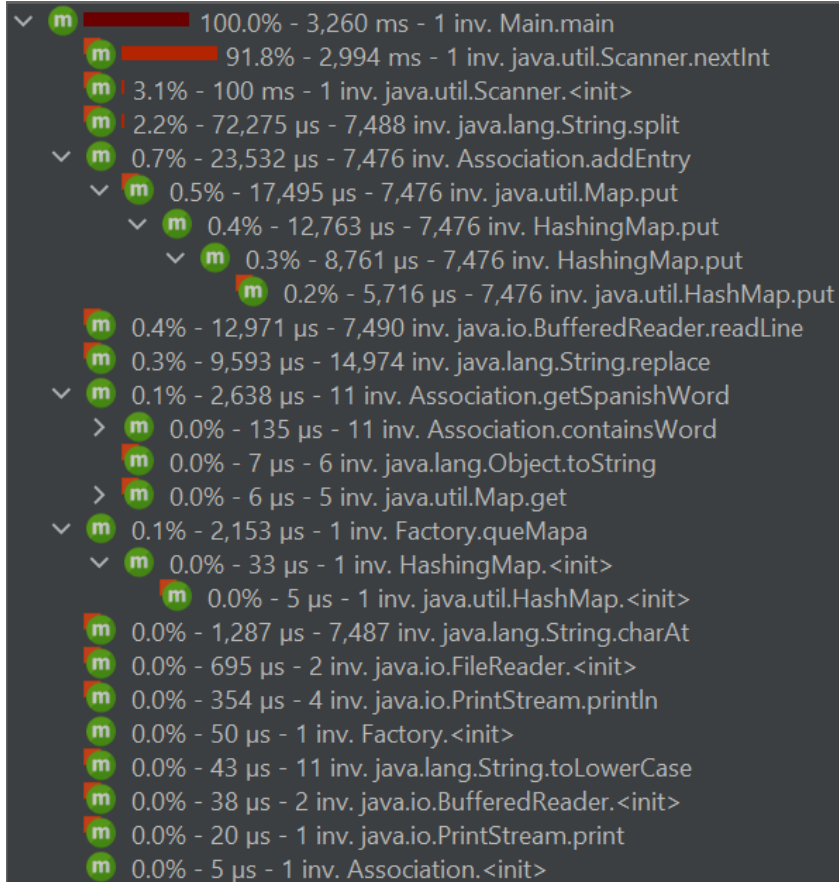 m 100.0% - 3,260 ms - 1 inv. Main.main
m 91.8% - 2,994 ms - 1 inv. java.util.Scanner.nextInt
m 3.1% - 100 ms - 1 inv. java.util.Scanner.<init>
m 2.2% - 72,275 µs - 7,488 inv. java.lang.String.split
m 0.7% - 23,532 µs - 7,476 inv. Association.addEntry
m 0.5% - 17,495 µs - 7,476 inv. java.util.Map.put
m 0.4% - 12,763 µs - 7,476 inv. HashingMap.put
m 0.3% - 8,761 µs - 7,476 inv. HashingMap.put
m 0.2% - 5,716 µs - 7,476 inv. java.util.HashMap.put
m 0.4% - 12,971 µs - 7,490 inv. java.io.BufferedReader.readLine
m 0.3% - 9,593 µs - 14,974 inv. java.lang.String.replace
m 0.1% - 2,638 µs - 11 inv. Association.getSpanishWord
m 0.0% - 135 µs - 11 inv. Association.containsWord
m 0.0% - 7 µs - 6 inv. java.lang.Object.toString
m 0.0% - 6 µs - 5 inv. java.util.Map.get
m 0.1% - 2,153 µs - 1 inv. Factory.queMapa
m 0.0% - 33 µs - 1 inv. HashingMap.<init>
m 0.0% - 5 µs - 1 inv. java.util.HashMap.<init>
m 0.0% - 1,287 µs - 7,487 inv. java.lang.String.charAt
m 0.0% - 695 µs - 2 inv. java.io.FileReader.<init>
m 0.0% - 354 µs - 4 inv. java.io.PrintStream.println
m 0.0% - 50 µs - 1 inv. Factory.<init>
m 0.0% - 43 µs - 11 inv. java.lang.String.toLowerCase
m 0.0% - 38 µs - 2 inv. java.io.BufferedReader.<init>
m 0.0% - 20 µs - 1 inv. java.io.PrintStream.print
m 0.0% - 5 µs - 1 inv. Association.<init>